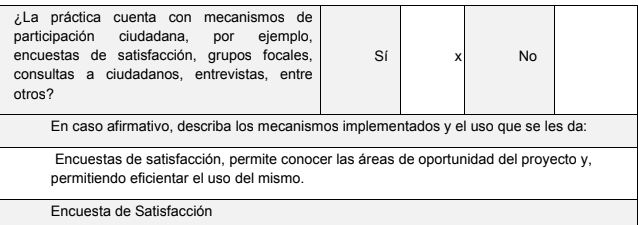 ¿La práctica cuenta con mecanismos de
participación ciudadana, por ejemplo,
encuestas de satisfacción, grupos focales,
consultas a ciudadanos, entrevistas, entre
otros?
Sí x No
En caso afirmativo, describa los mecanismos implementados y el uso que se les da:
Encuestas de satisfacción, permite conocer las áreas de oportunidad del proyecto y,
permitiendo eficientar el uso del mismo.
Encuesta de Satisfacción